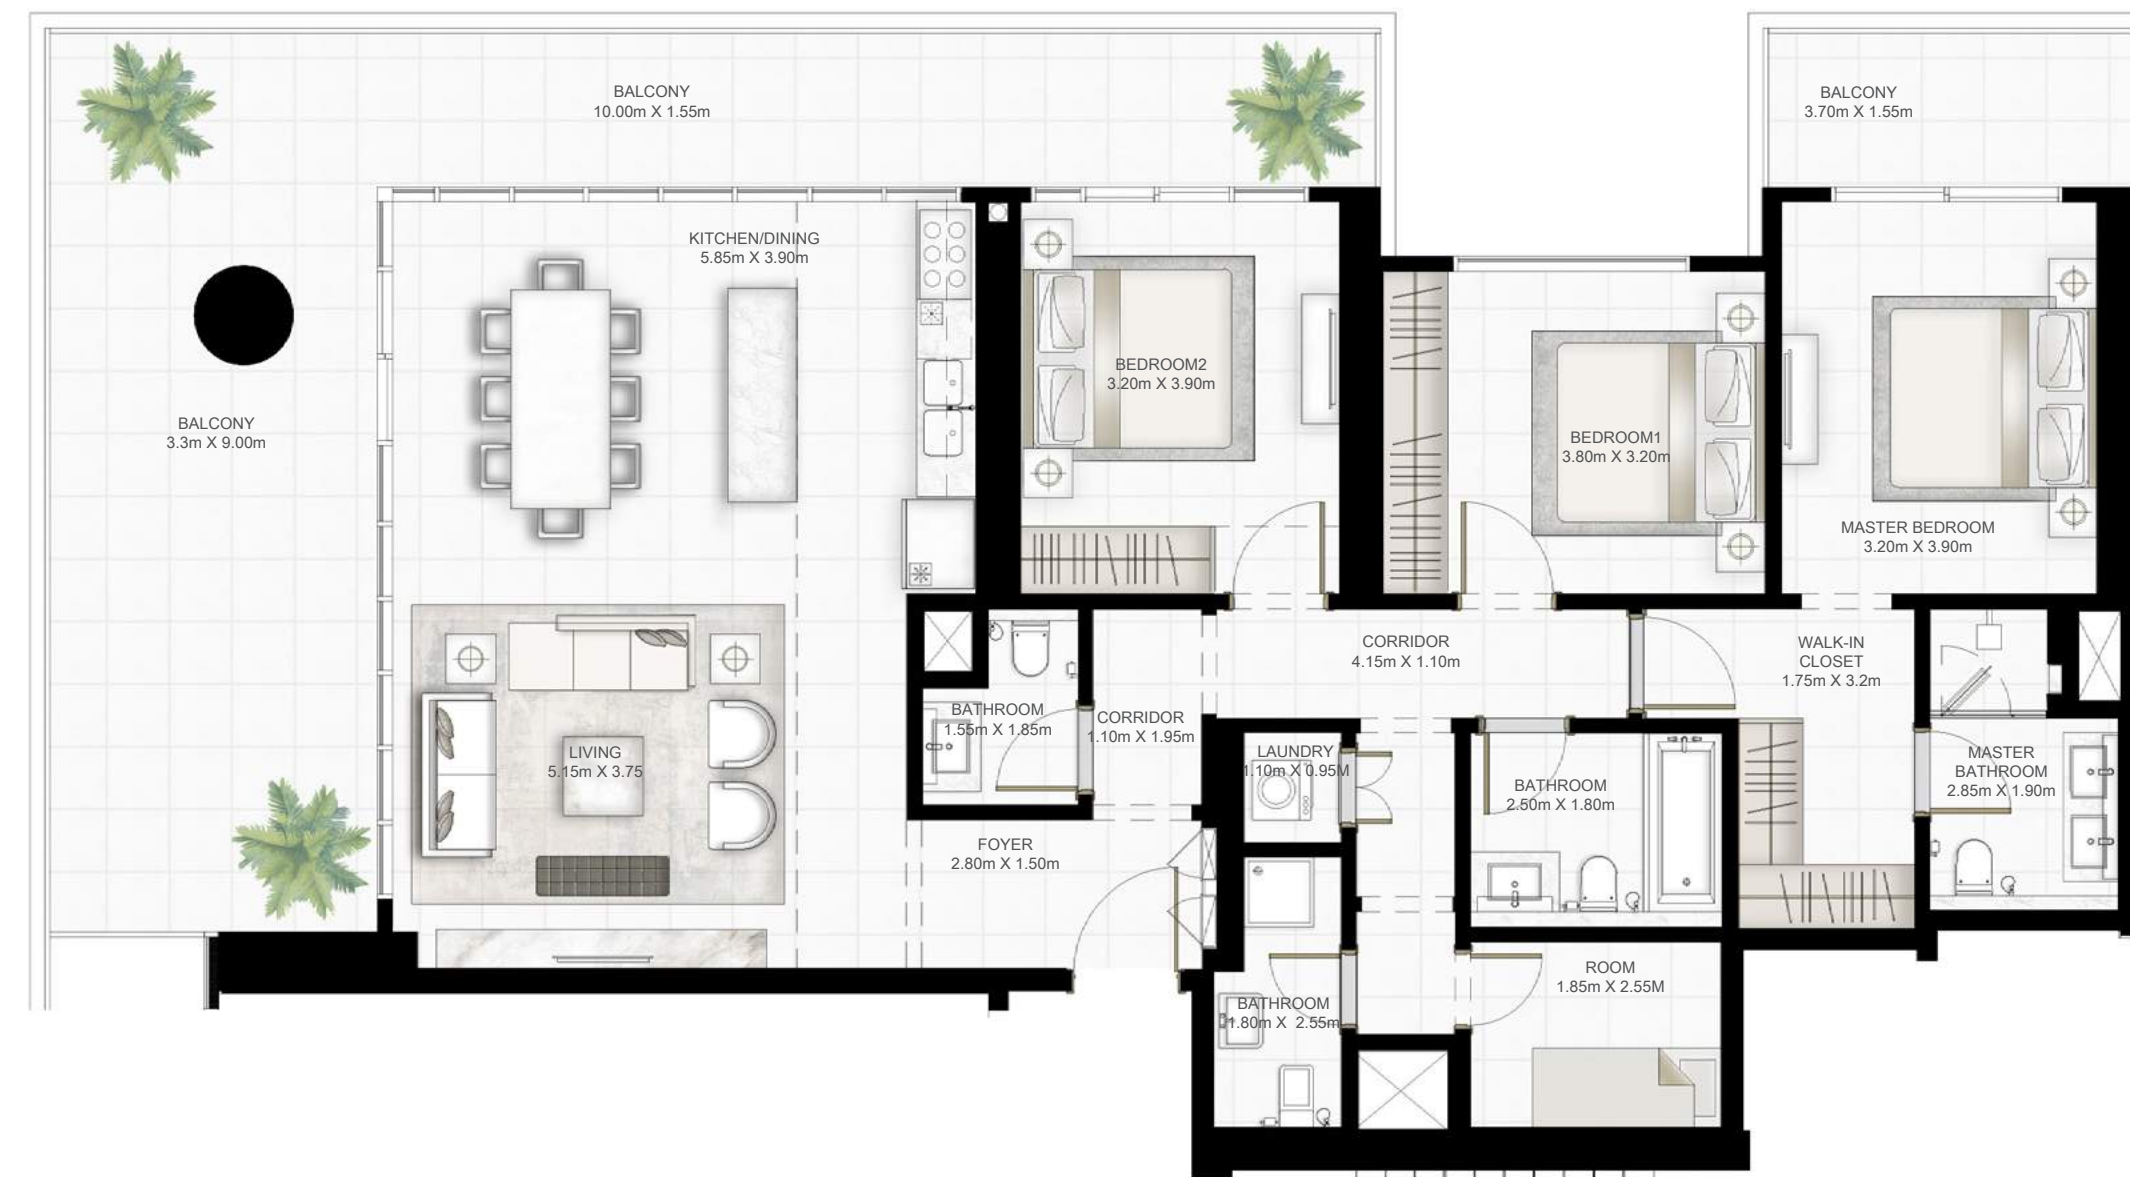 BALCONY
10.00m X 1.55m
BALCONY
3.70m X 1.55m
KITCHEN/DINING
5.85m X 3.90m
BEDROOM2
3.20m X 3.90m
BALCONY
3.3m X 9.00m
BEDROOM1
3.80m X 3.20m
MASTER BEDROOM
3.20m X 3.90m
CORRIDOR
4.15m X 1.10m
WALK-IN
CLOSET
1.75m X 3.2m
BATHROOM
1.55m X 1.85m
CORRIDOR
1.10m X 1.95m
LIVING
5.15m X 3.75
LAUNDRY
1.10m X 0.95M
BATHROOM
2.50m X 1.80m
MASTER
BATHROOM
2.85m X 1.90m
FOYER
2.80m X 1.50m
ROOM
1.85m X 2.55M
BATHROOM
1.80m X 2.55m